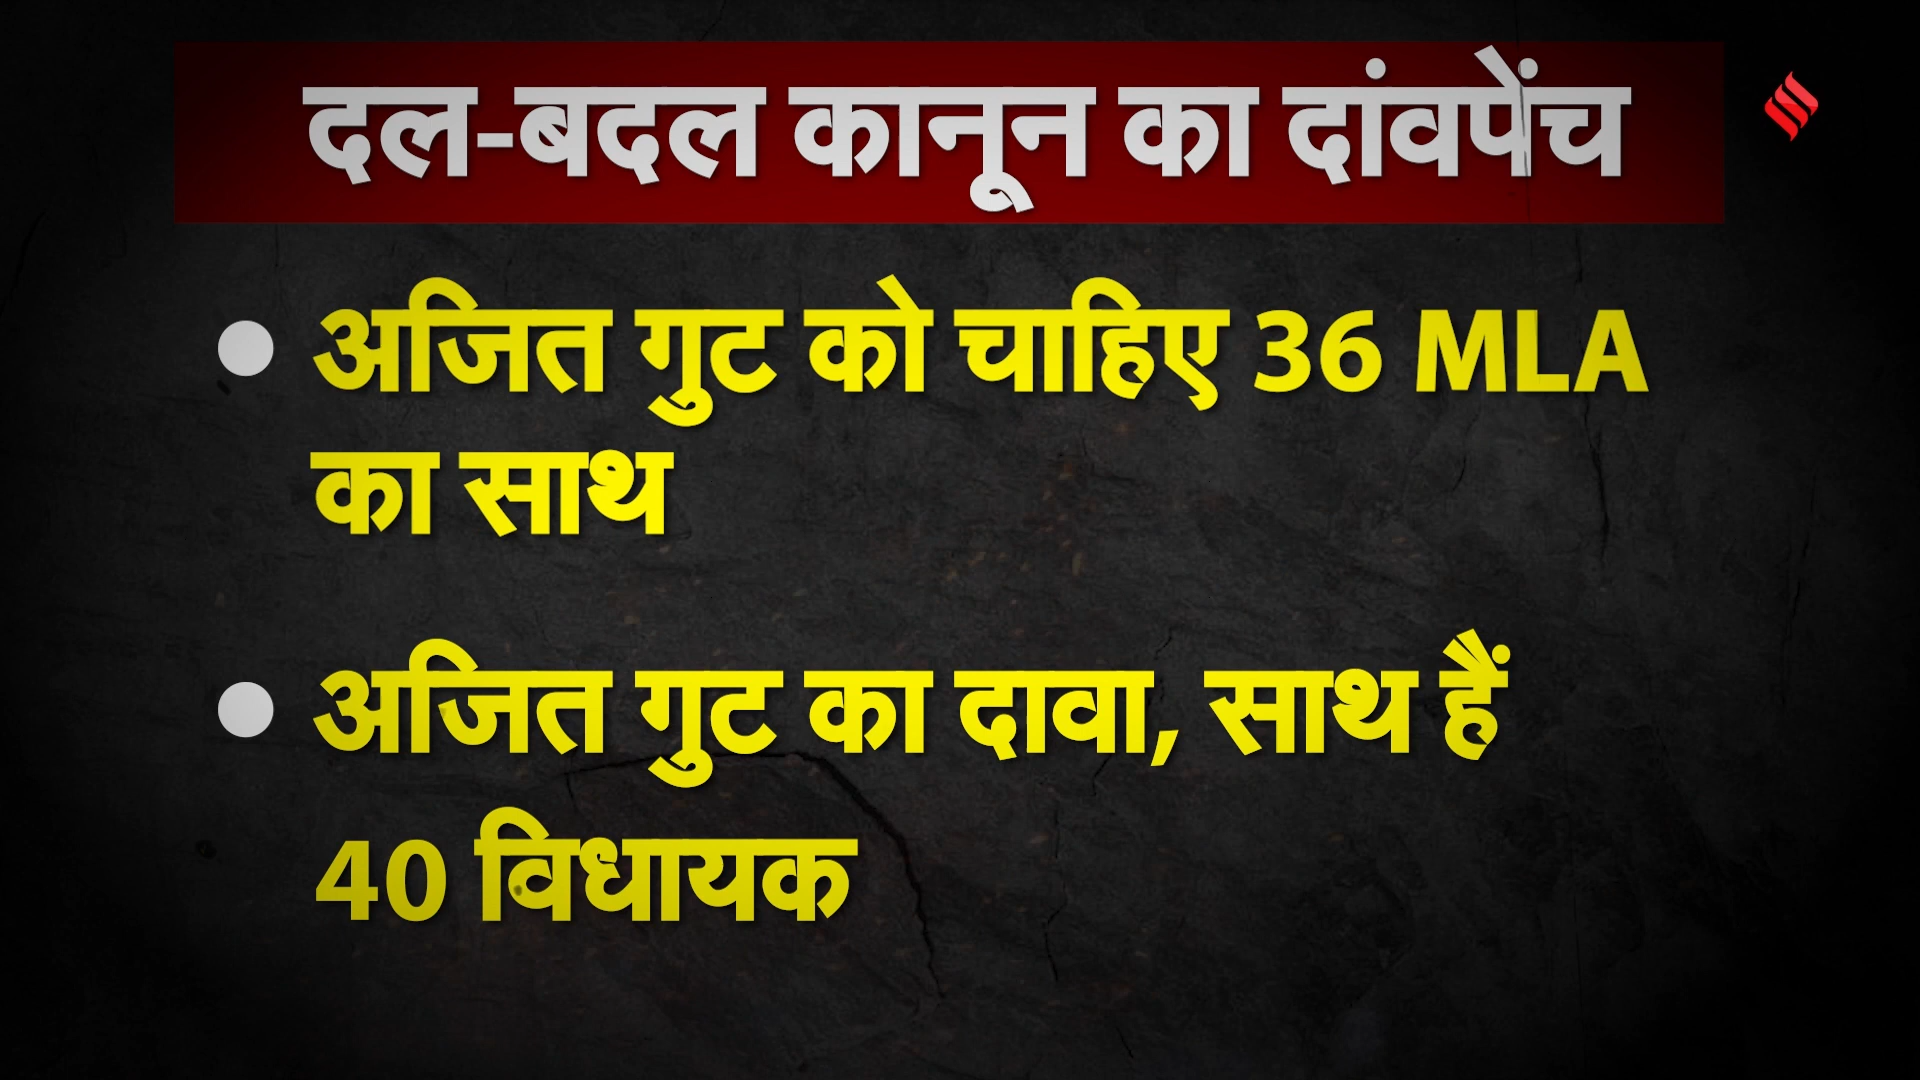 दल-बदल कानून का दांवपेंच
अजित गुट को चाहिए 36 MLA
का साथ
अजित गुट का दावा, साथ हैं
40 विधायक